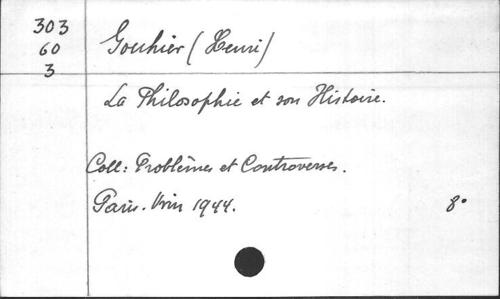 303
60
3
Gouhier (Henri)
La Philosophie et son Histoire.
Coll: Problèmes et Controverses.
Paris. Vrin 1944.
8°